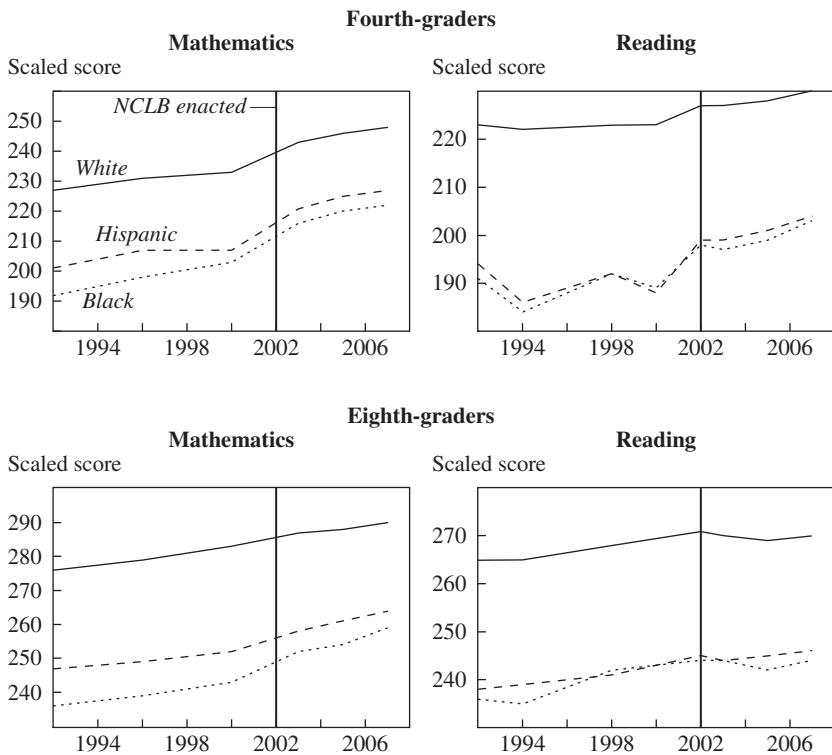 Fourth-graders
Mathematics
Scaled score
250
240
230
220
210
200
190
NCLB enacted
White
Hispanic
Black
1994 1998 2002 2006
Reading
Scaled score
220
210
200
190
1994 1998 2002 2006
Eighth-graders
Mathematics
Scaled score
290
280
270
260
250
240
1994 1998 2002 2006
Reading
Scaled score
270
260
245
240
1994 1998 2002 2006